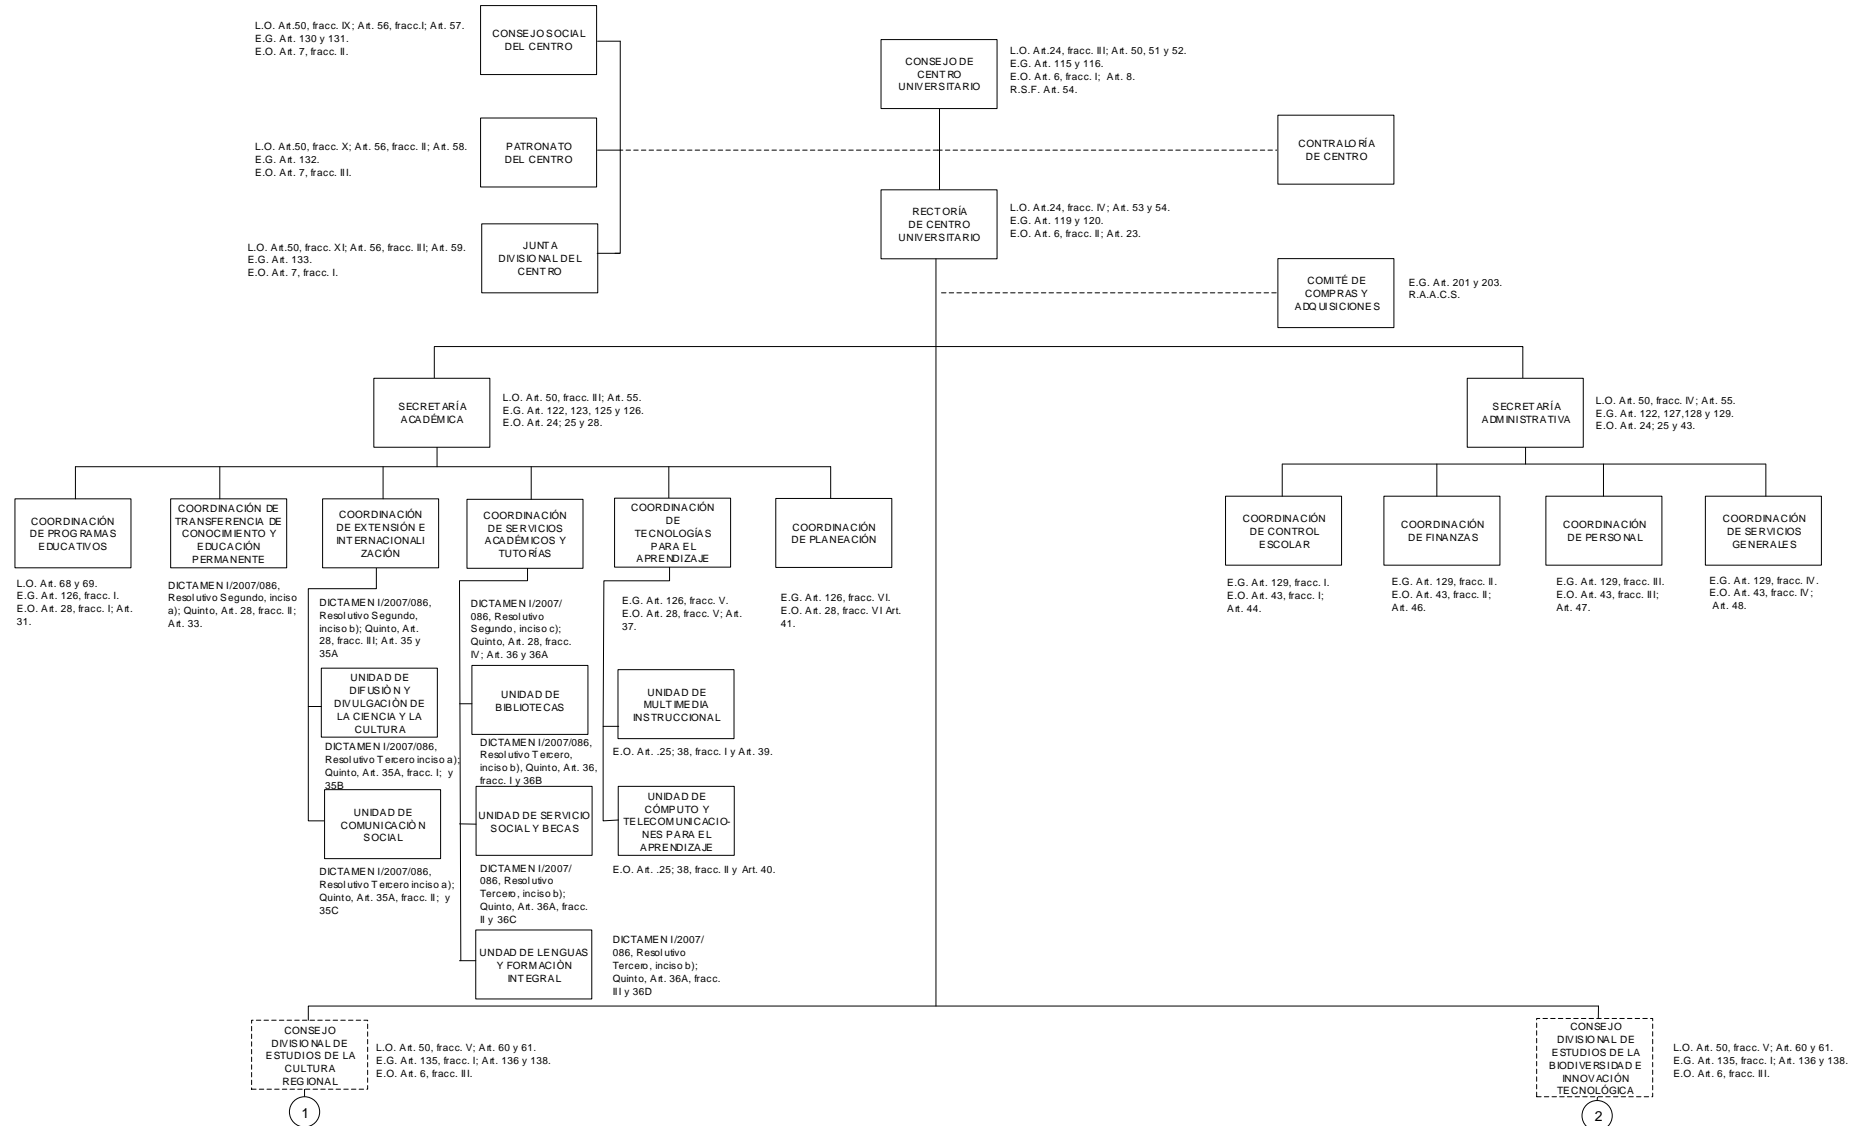 L.O. Art.50, fracc. IX; Art. 56, fracc.I; Art. 57.
E.G. Art. 130 y 131.
E.O. Art. 7, fracc. II.
CONSEJO SOCIAL
DEL CENTRO
CONSEJO DE
CENTRO
UNIVERSITARIO
L.O. Art.24, fracc. III; Art. 50, 51 y 52.
E.G. Art. 115 y 116.
E.O. Art. 6, fracc. I; Art. 8.
R.S.F. Art. 54.
L.O. Art.50, fracc. X; Art. 56, fracc. II; Art. 58.
E.G. Art. 132.
E.O. Art. 7, fracc. III.
PATRONATO
DEL CENTRO
CONTRALORÍA
DE CENTRO
RECTORÍA
DE CENTRO
UNIVERSITARIO
L.O. Art.24, fracc. IV; Art. 53 y 54.
E.G. Art. 119 y 120.
E.O. Art. 6, fracc. II; Art. 23.
L.O. Art.50, fracc. XI; Art. 56, fracc. III; Art. 59.
E.G. Art. 133.
E.O. Art. 7, fracc. I.
JUNTA
DIVISIONAL DEL
CENTRO
COMITÉ DE
COMPRAS Y
ADQUISICIONES
E.G. Art. 201 y 203.
R.A.A.C.S.
SECRETARÍA
ACADÉMICA
L.O. Art. 50, fracc. III; Art. 55.
E.G. Art. 122, 123, 125 y 126.
E.O. Art. 24; 25 y 28.
SECRETARÍA
ADMINISTRATIVA
L.O. Art. 50, fracc. IV; Art. 55.
E.G. Art. 122, 127,128 y 129.
E.O. Art. 24; 25 y 43.
COORDINACIÓN
DE PROGRAMAS
EDUCATIVOS
L.O. Art. 68 y 69.
E.G. Art. 126, fracc. I.
E.O. Art. 28, fracc. I; Art.
31.
COORDINACIÓN DE
TRANSFERENCIA DE
CONOCIMIENTO Y
EDUCACIÓN
PERMANENTE
DICTAMEN I/2007/086,
Resolutivo Segundo, inciso
a); Quinto, Art. 28, fracc. II;
Art. 33.
COORDINACIÓN
DE EXTENSIÓN E
INTERNACIONALI
ZACIÓN
DICTAMEN I/2007/086,
Resolutivo Segundo,
inciso b); Quinto, Art.
28, fracc. III; Art. 35 y
35A
UNIDAD DE
DIFUSIÒN Y
DIVULGACIÒN DE
LA CIENCIA Y LA
CULTURA
DICTAMEN I/2007/086,
Resolutivo Tercero inciso a);
Quinto, Art. 35A, fracc. I; y
35B
UNIDAD DE
COMUNICACIÒN
SOCIAL
DICTAMEN I/2007/086,
Resolutivo Tercero inciso a);
Quinto, Art. 35A, fracc. II; y
35C
COORDINACIÓN
DE SERVICIOS
ACADÉMICOS Y
TUTORÍAS
DICTAMEN I/2007/
086, Resolutivo
Segundo, inciso c);
Quinto, Art. 28, fracc.
IV; Art. 36 y 36A
UNIDAD DE
BIBLIOTECAS
DICTAMEN I/2007/086,
Resolutivo Tercero,
inciso b), Quinto, Art. 36,
fracc. I y 36B
UNIDAD DE SERVICIO
SOCIAL Y BECAS
DICTAMEN I/2007/
086, Resolutivo
Tercero, inciso b);
Quinto, Art. 36A, fracc.
II y 36C
UNDAD DE LENGUAS
Y FORMACIÒN
INTEGRAL
DICTAMEN I/2007/
086, Resolutivo
Tercero, inciso b);
Quinto, Art. 36A, fracc.
III y 36D
COORDINACIÓN
DE
TECNOLOGÍAS
PARA EL
APRENDIZAJE
E.G. Art. 126, fracc. V.
E.O. Art. 28, fracc. V; Art.
37.
UNIDAD DE
MULTIMEDIA
INSTRUCCIONAL
E.O. Art. .25; 38, fracc. I y Art. 39.
UNIDAD DE
CÓMPUTO Y
TELECOMUNICACIO-
NES PARA EL
APRENDIZAJE
E.O. Art. .25; 38, fracc. II y Art. 40.
COORDINACIÓN
DE PLANEACIÓN
E.G. Art. 126, fracc. VI.
E.O. Art. 28, fracc. VI Art.
41.
COORDINACIÓN
DE CONTROL
ESCOLAR
E.G. Art. 129, fracc. I.
E.O. Art. 43, fracc. I;
Art. 44.
COORDINACIÓN
DE FINANZAS
E.G. Art. 129, fracc. II.
E.O. Art. 43, fracc. II;
Art. 46.
COORDINACIÓN
DE PERSONAL
E.G. Art. 129, fracc. III.
E.O. Art. 43, fracc. III;
Art. 47.
COORDINACIÓN
DE SERVICIOS
GENERALES
E.G. Art. 129, fracc. IV.
E.O. Art. 43, fracc. IV;
Art. 48.
CONSEJO
DIVISIONAL DE
ESTUDIOS DE LA
CULTURA
REGIONAL
L.O. Art. 50, fracc. V; Art. 60 y 61.
E.G. Art. 135, fracc. I; Art. 136 y 138.
E.O. Art. 6, fracc. III.
1
CONSEJO
DIVISIONAL DE
ESTUDIOS DE LA
BIODIVERSIDAD E
INNOVACIÓN
TECNOLÓGICA
L.O. Art. 50, fracc. V; Art. 60 y 61.
E.G. Art. 135, fracc. I; Art. 136 y 138.
E.O. Art. 6, fracc. III.
2